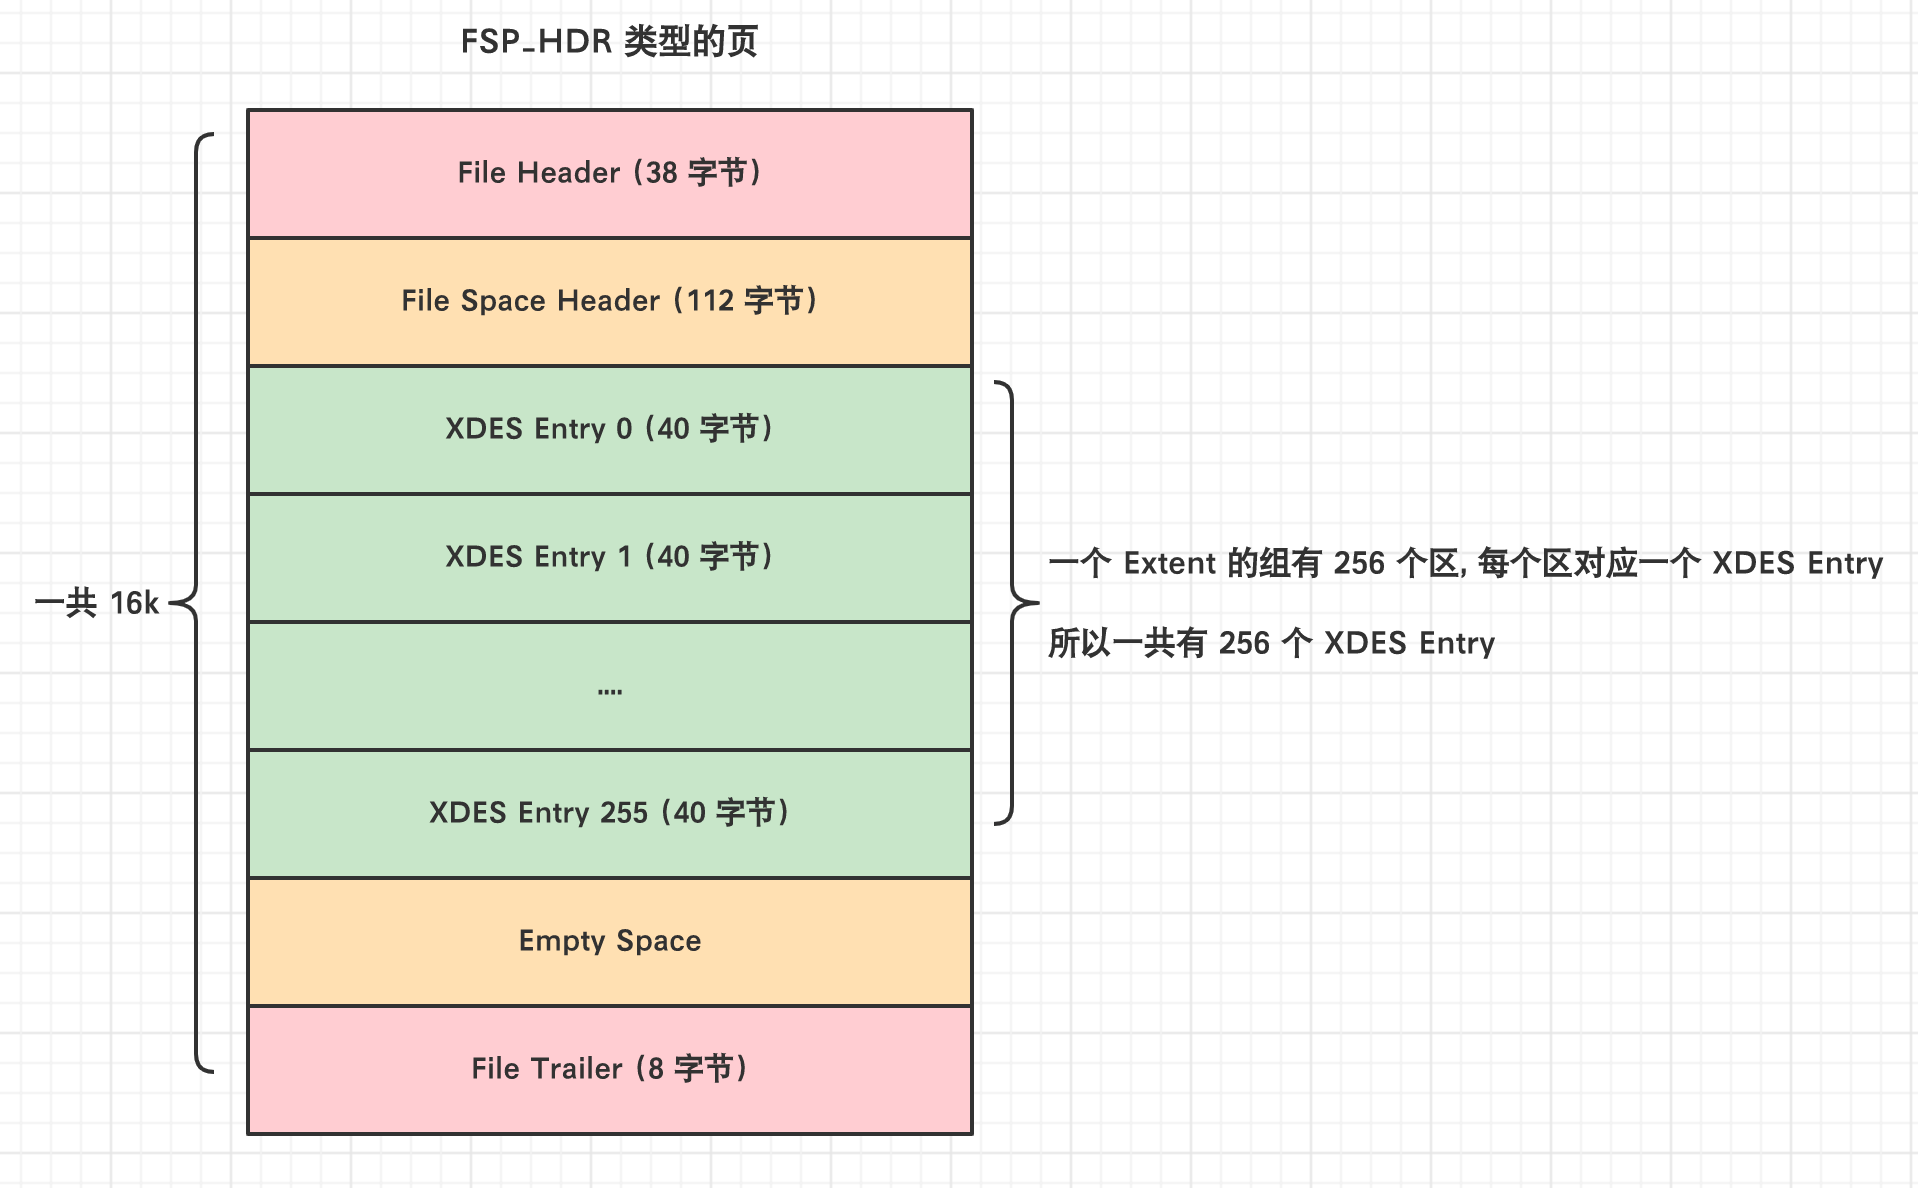 FSP-HDR 类型的页
File Header (38 字节)
File Space Header (112 字节)
XDES Entry 0 (40 字节)
XDES Entry 1 (40 字节)
....
XDES Entry 255 (40 字节)
Empty Space
File Trailer (8 字节)
一共 16k
一个 Extent 的组有 256 个区, 每个区对应一个 XDES Entry
所以一共有 256 个 XDES Entry